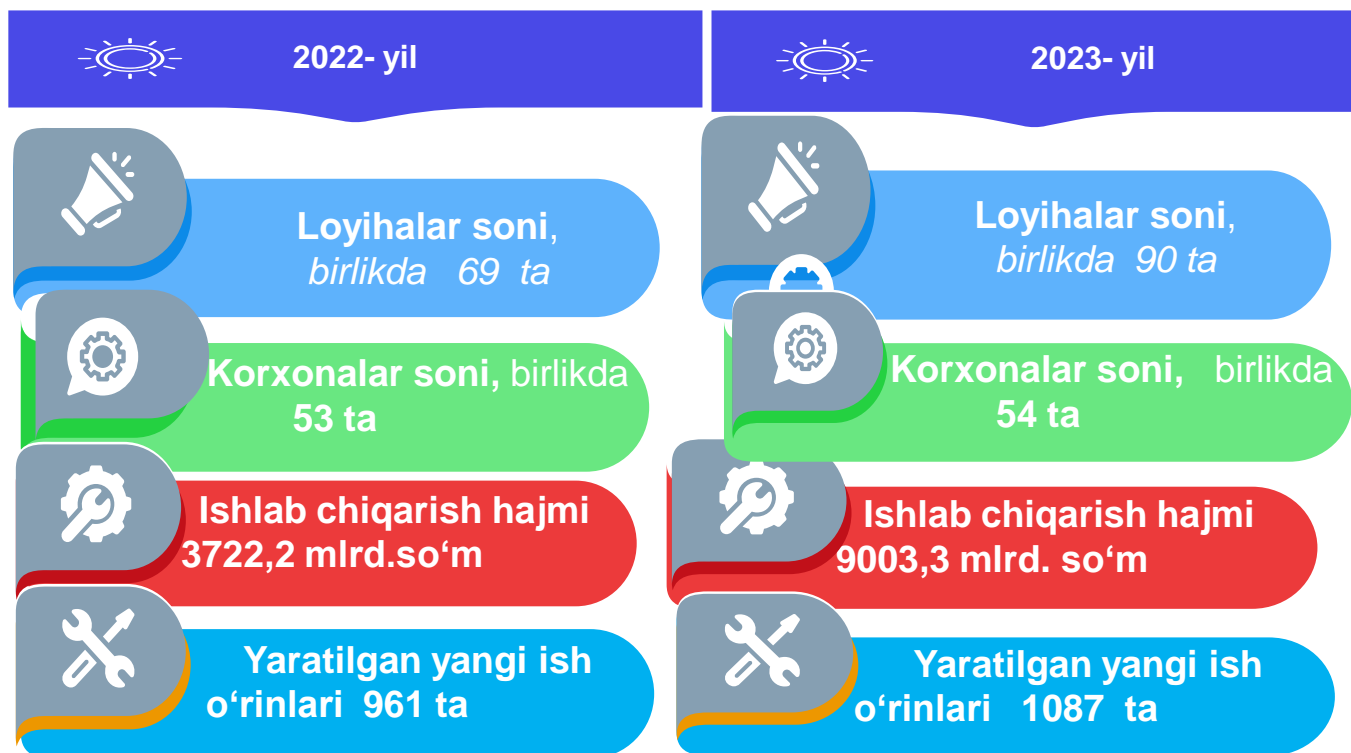 2022- yil
Loyihalar soni,
birlikda 69 ta
Korxonalar soni, birlikda
53 ta
Ishlab chiqarish hajmi
3722,2 mlrd.so‘m
Yaratilgan yangi ish
o‘rinlari 961 ta
2023- yil
Loyihalar soni,
birlikda 90 ta
Korxonalar soni, birlikda
54 ta
Ishlab chiqarish hajmi
9003,3 mlrd. so‘m
Yaratilgan yangi ish
o‘rinlari 1087 ta